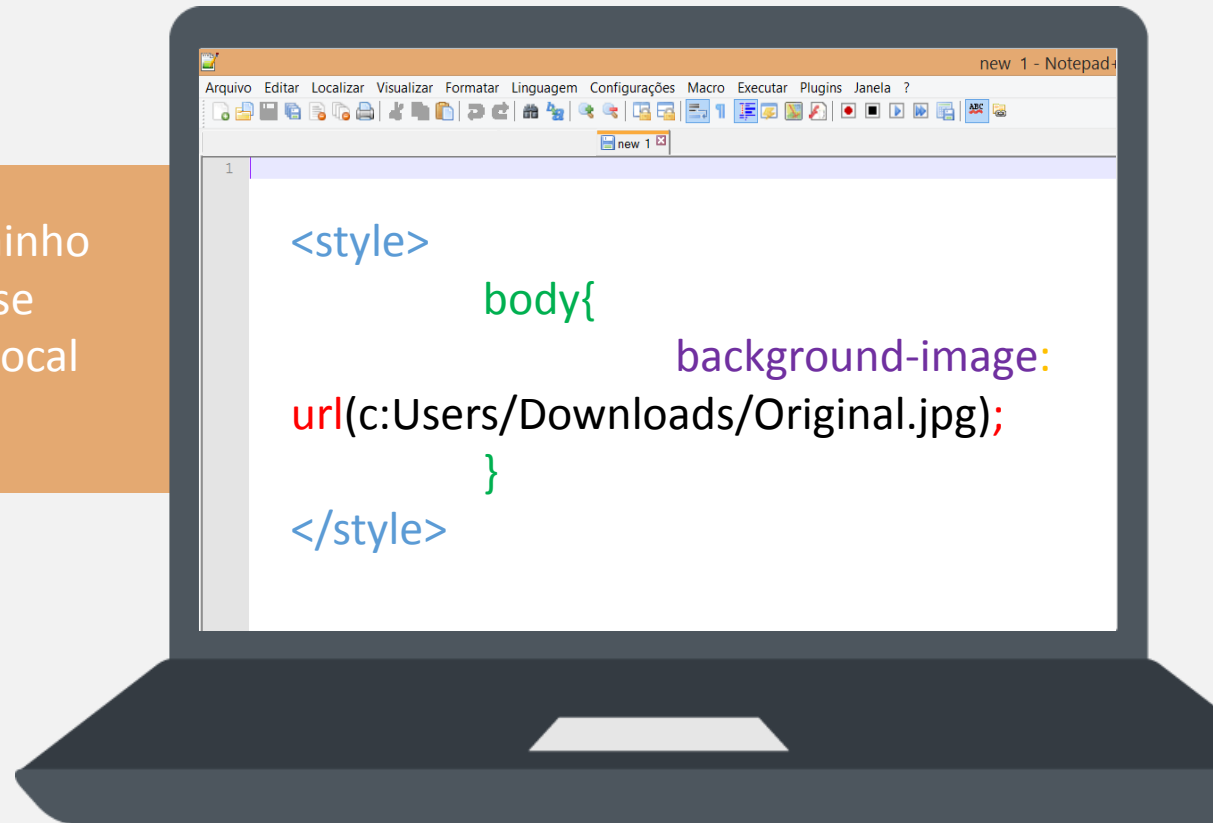 new 1 - Notepad+
Arquivo Editar Localizar Visualizar Formatar Linguagem Configurações Macro Executar Plugins Janela ?
new 1
1
inho
se
ocal
<style>
body{
background-image:
url(c:Users/Downloads/Original.jpg);
}
</style>